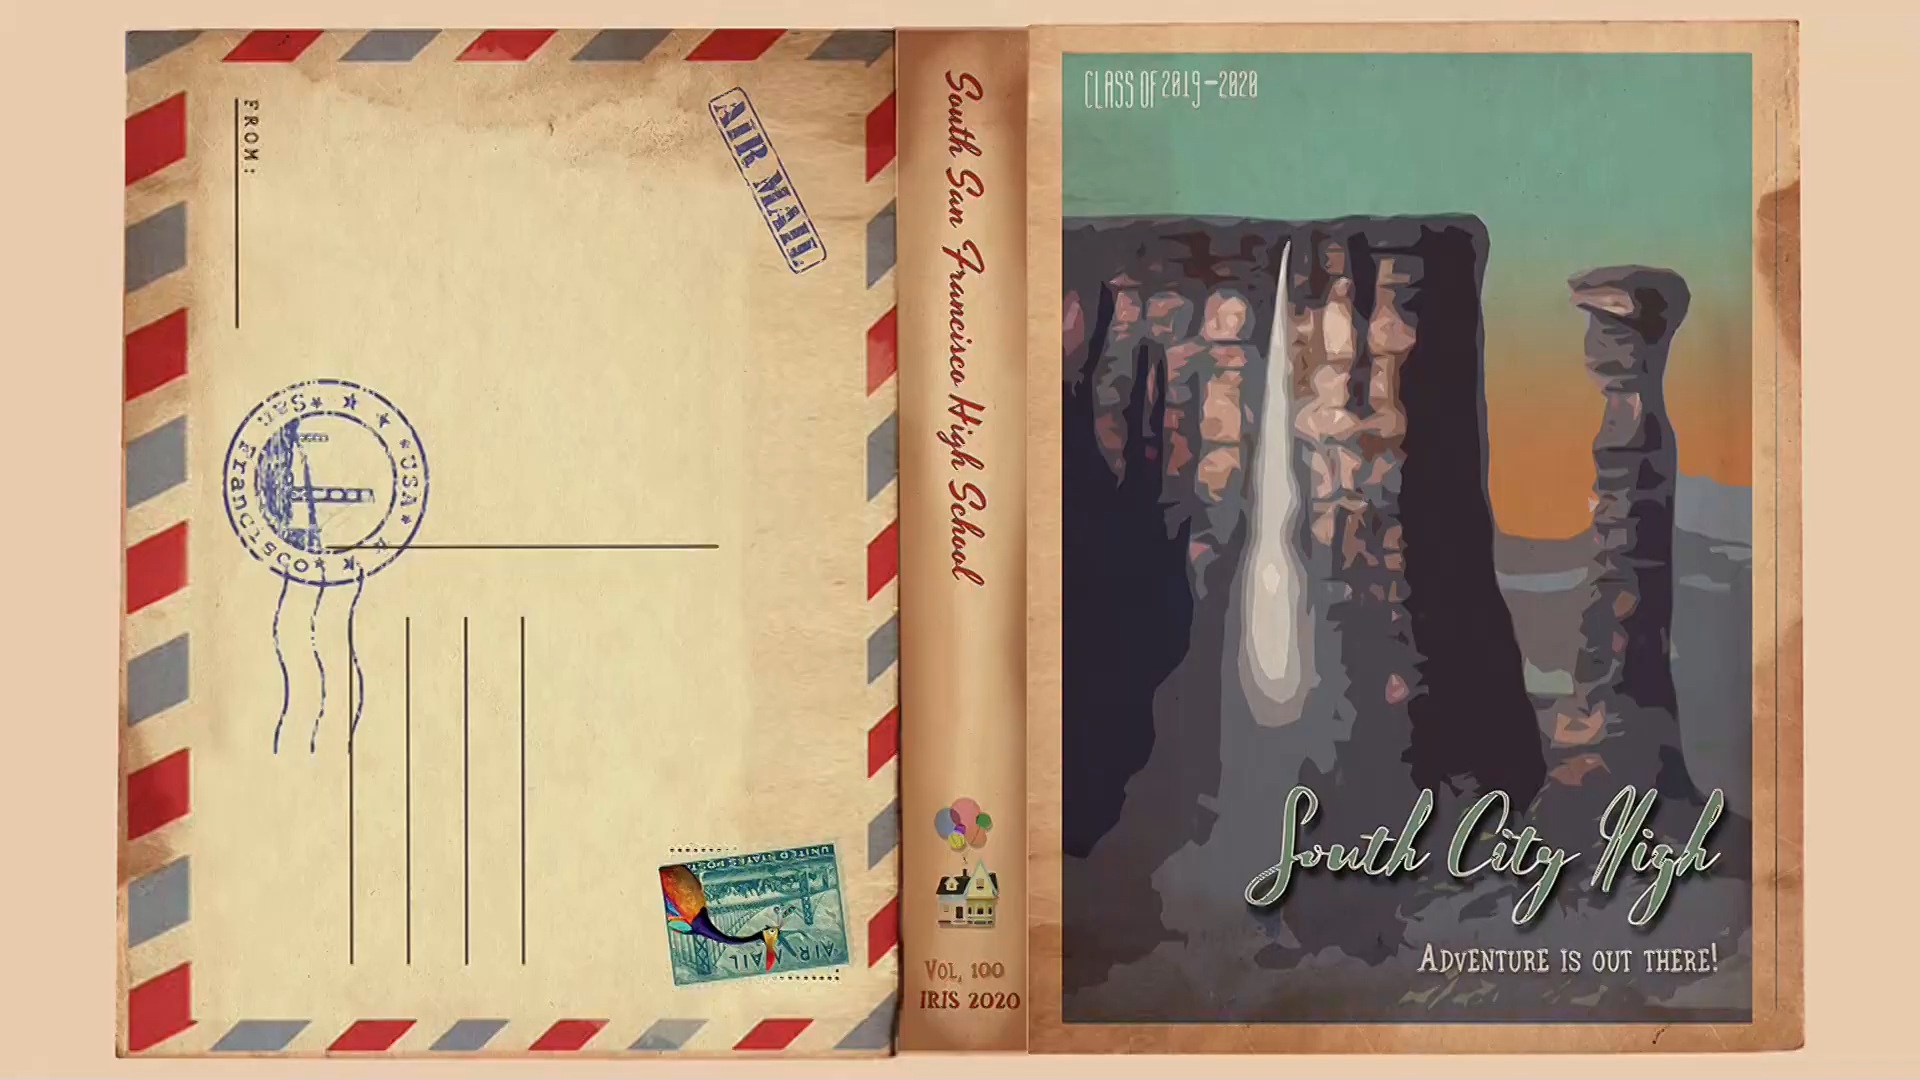 FROM:
AIR MAIL
San Francisco
USA
UNITED STATES POST
AIR MAIL
South San Francisco High School
Vol, 100
IRIS 2020
CLASS OF 2019-2020
South City High
ADVENTURE IS OUT THERE!